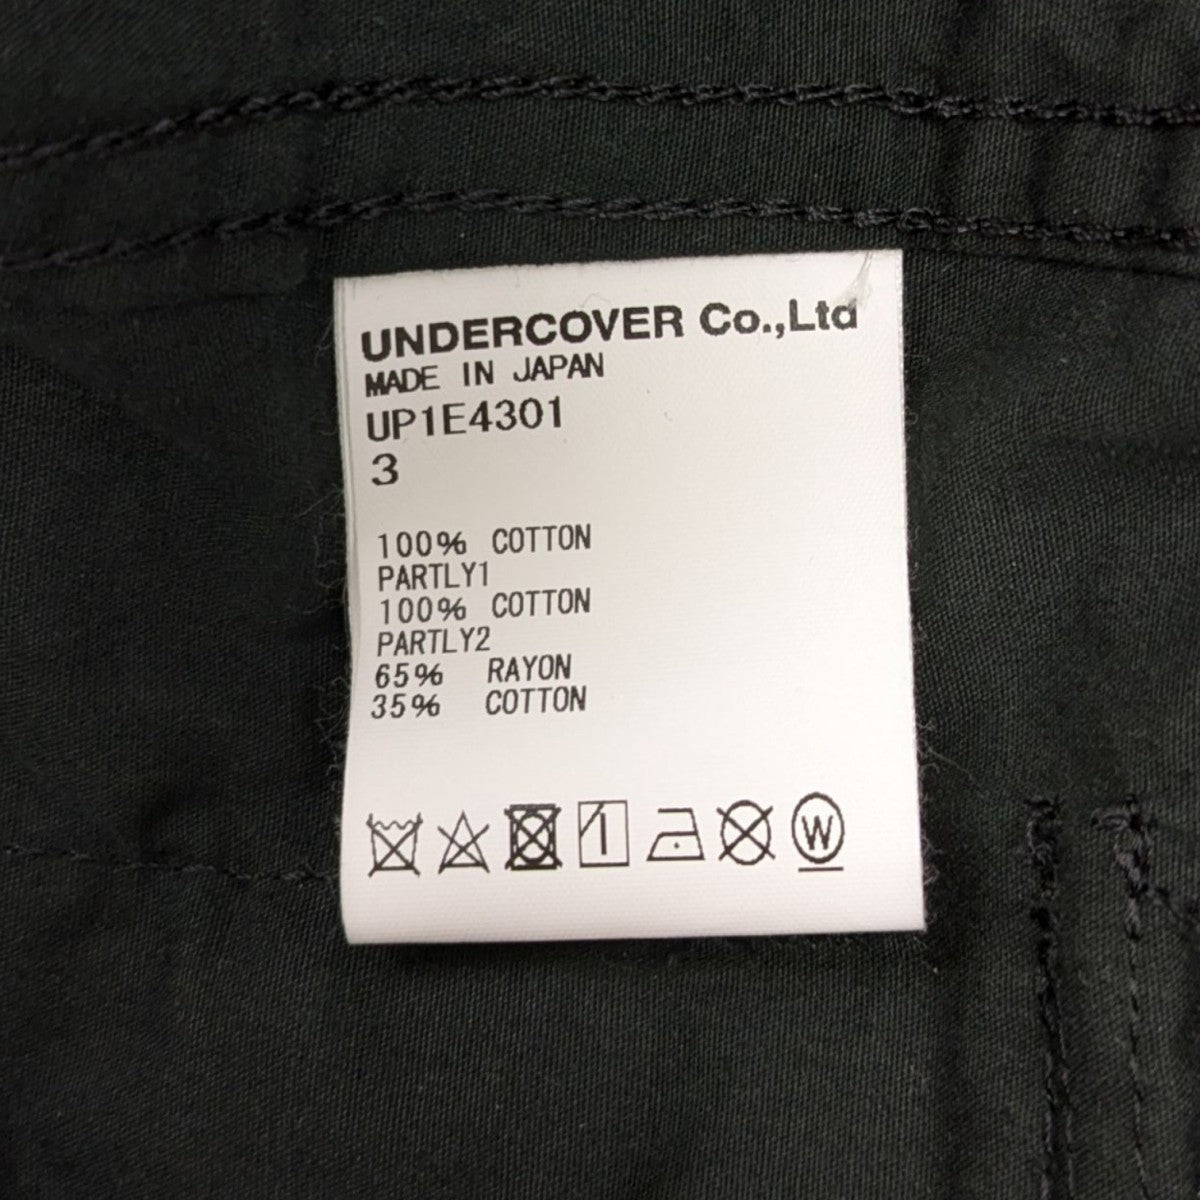 UNDERCOVER Co.,Ltd
MADE IN JAPAN
UP1E4301
3
100% COTTON
PARTLY1
100% COTTON
PARTLY2
65% RAYON
35% COTTON
W